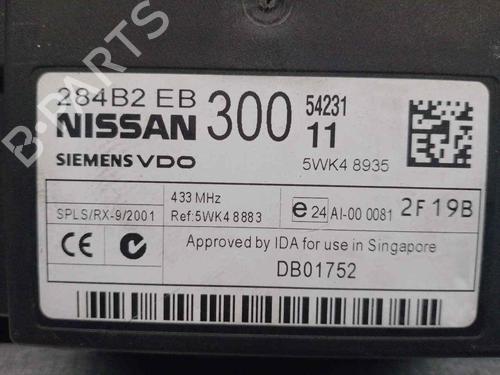 B-PARTS
284B2 EB 300 54231
NISSAN 11
SIEMENS VDO 5WK4 8935
433 MHz
SPLS/RX-9/2001 Ref:5WK4 8883 e 24 AI-00 0081 2F19B
CE N Approved by IDA for use in Singapore
DB01752